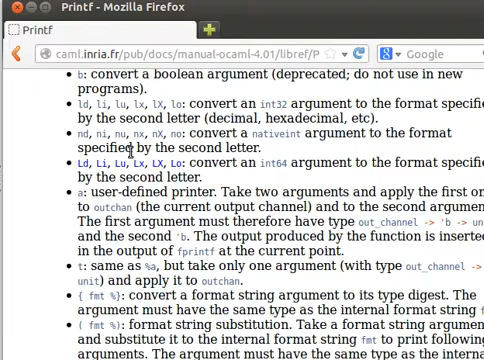 Printf - Mozilla Firefox
Printf
caml.inria.fr/pub/docs/manual-ocaml-4.01/libref/P
Google
• b: convert a boolean argument (deprecated; do not use in new
programs).
• ld, li, lu, lx, lX, lo: convert an int32 argument to the format specifie
by the second letter (decimal, hexadecimal, etc).
• nd, ni, nu, nx, nX, no: convert a nativeint argument to the format
specified by the second letter.
• Ld, Li, Lu, Lx, LX, Lo: convert an int64 argument to the format specifie
by the second letter.
• a: user-defined printer. Take two arguments and apply the first on
to outchan (the current output channel) and to the second argumen
The first argument must therefore have type out_channel -> 'b -> un
and the second 'b. The output produced by the function is inserted
in the output of fprintf at the current point.
• t: same as %a, but take only one argument (with type out_channel ->
unit) and apply it to outchan.
• { fmt %}: convert a format string argument to its type digest. The
argument must have the same type as the internal format string f
• ( fmt %): format string substitution. Take a format string argumen
and substitute it to the internal format string fmt to print following
arguments. The argument must have the same type as the interna